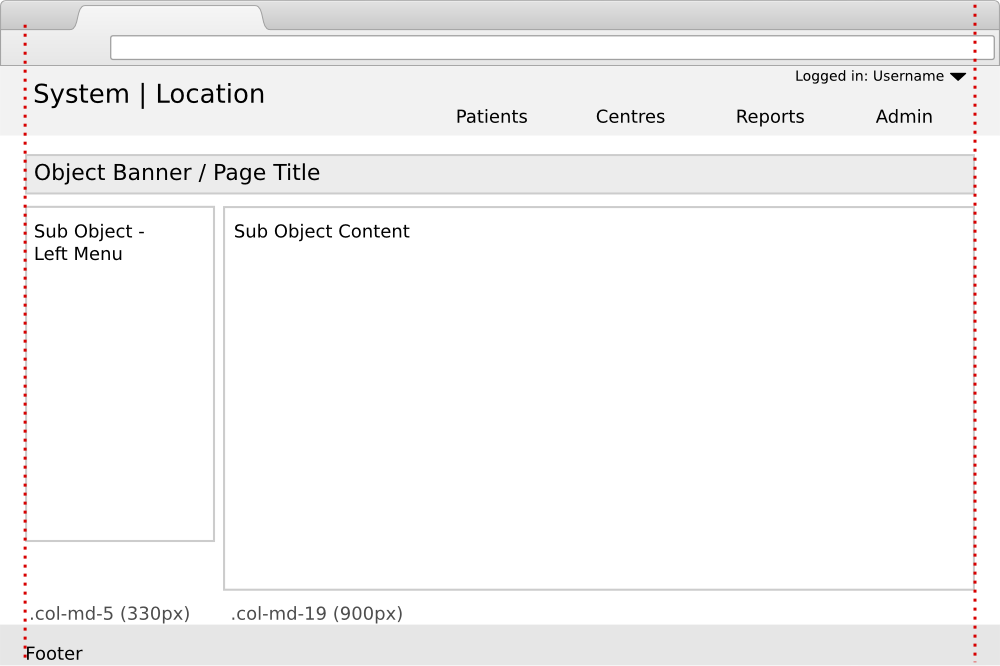 Logged in: Username
System | Location
Patients Centres Reports Admin
Object Banner / Page Title
Sub Object -
Left Menu
Sub Object Content
.col-md-5 (330px)
.col-md-19 (900px)
Footer